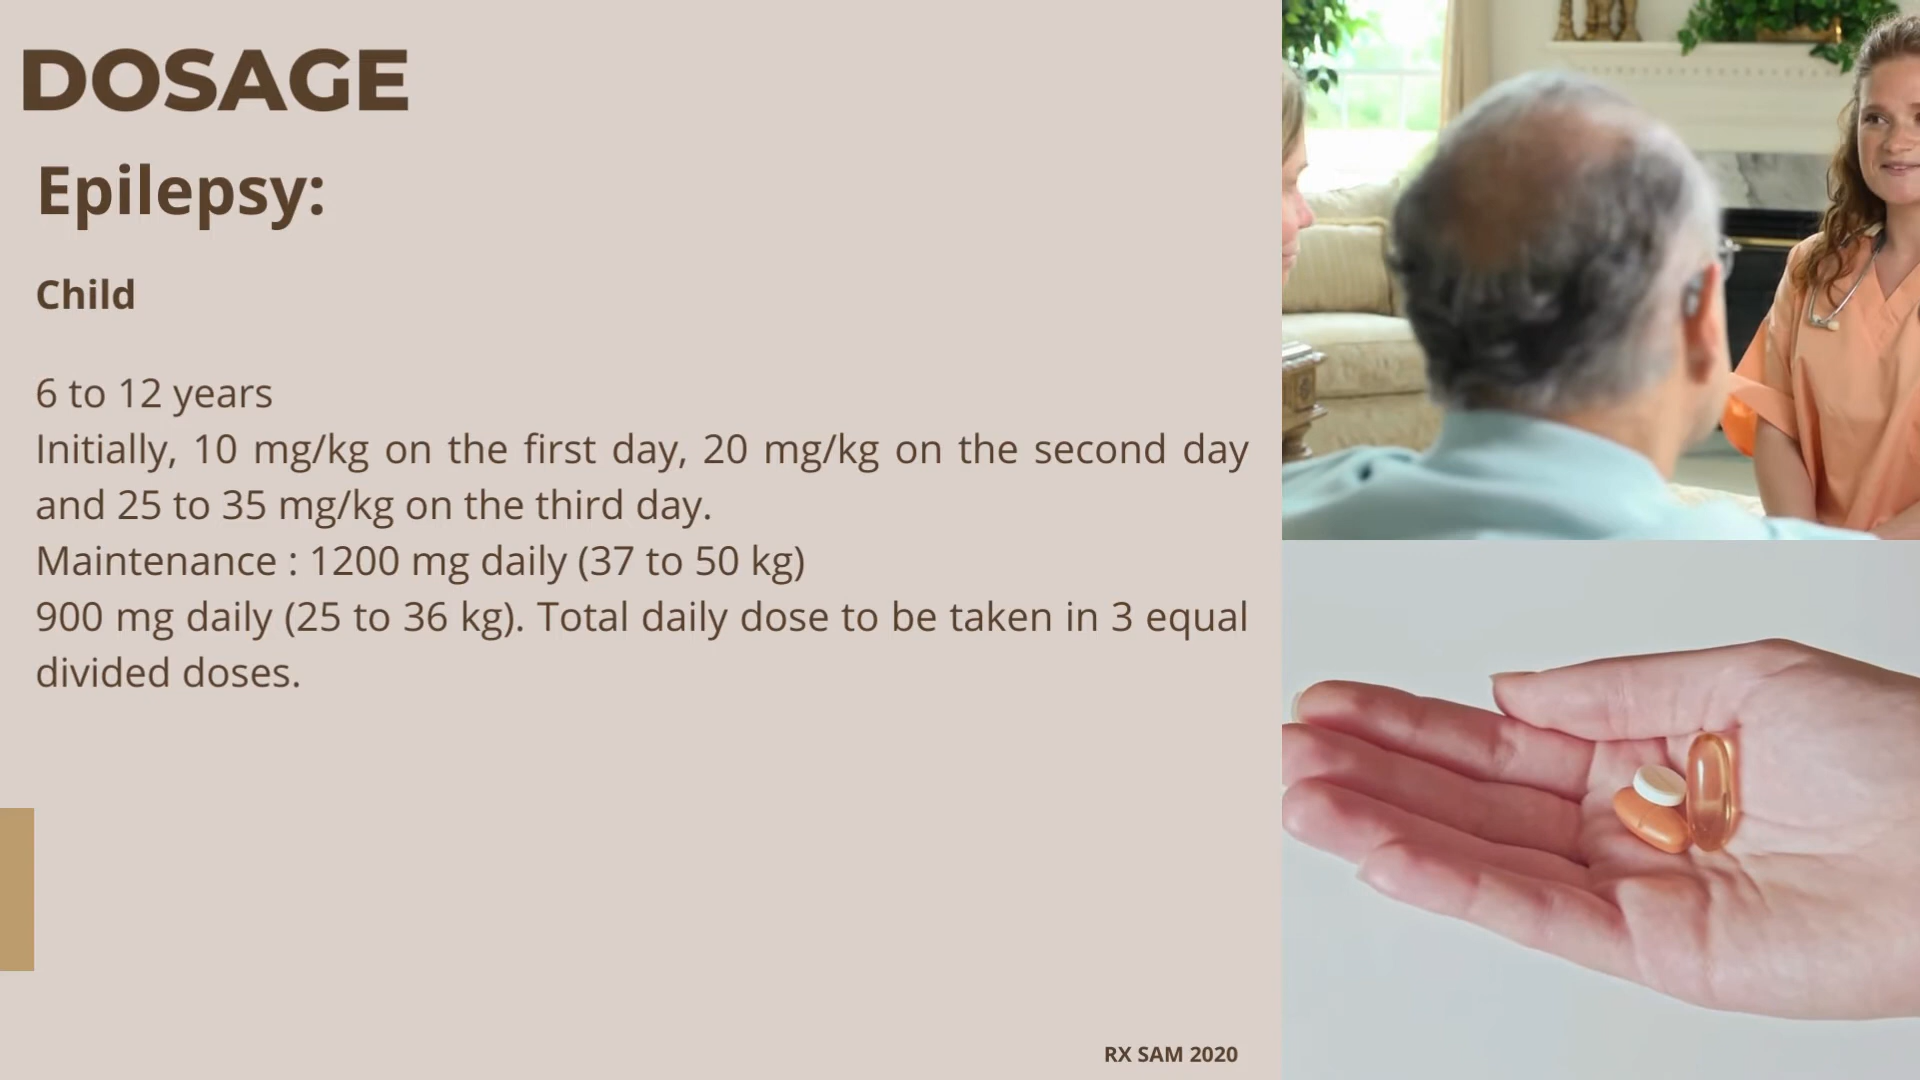 DOSAGE
Epilepsy:
Child
6 to 12 years
Initially, 10 mg/kg on the first day, 20 mg/kg on the second day
and 25 to 35 mg/kg on the third day.
Maintenance : 1200 mg daily (37 to 50 kg)
900 mg daily (25 to 36 kg). Total daily dose to be taken in 3 equal
divided doses.
RX SAM 2020